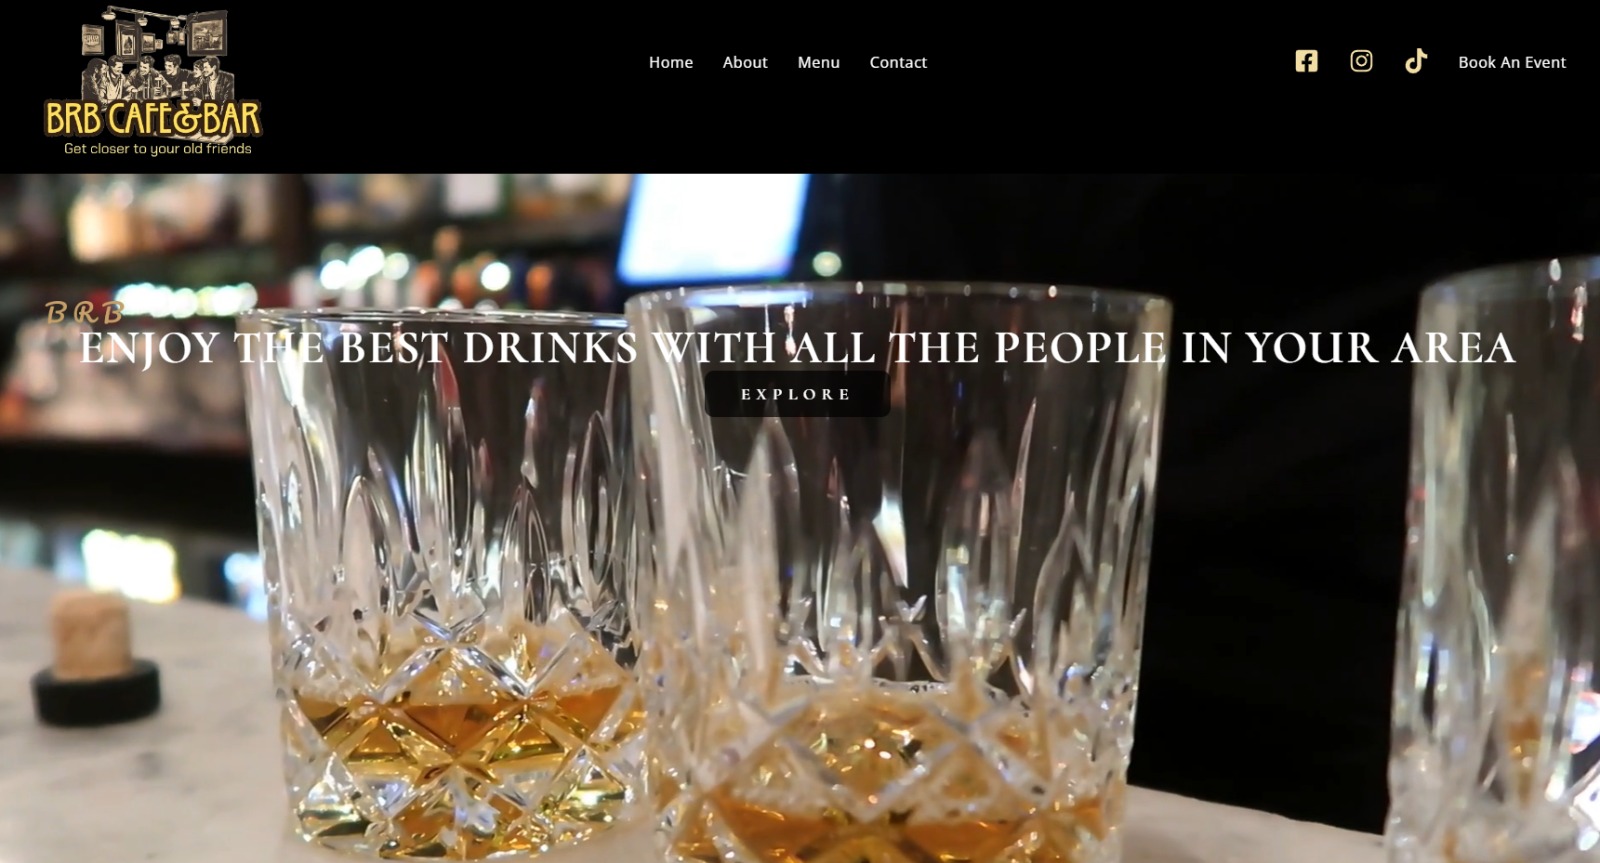 BRB CAFE&BAR
Get closer to your old friends
Home About Menu Contact
Book An Event
BRB
ENJOY THE BEST DRINKS WITH ALL THE PEOPLE IN YOUR AREA
EXPLORE